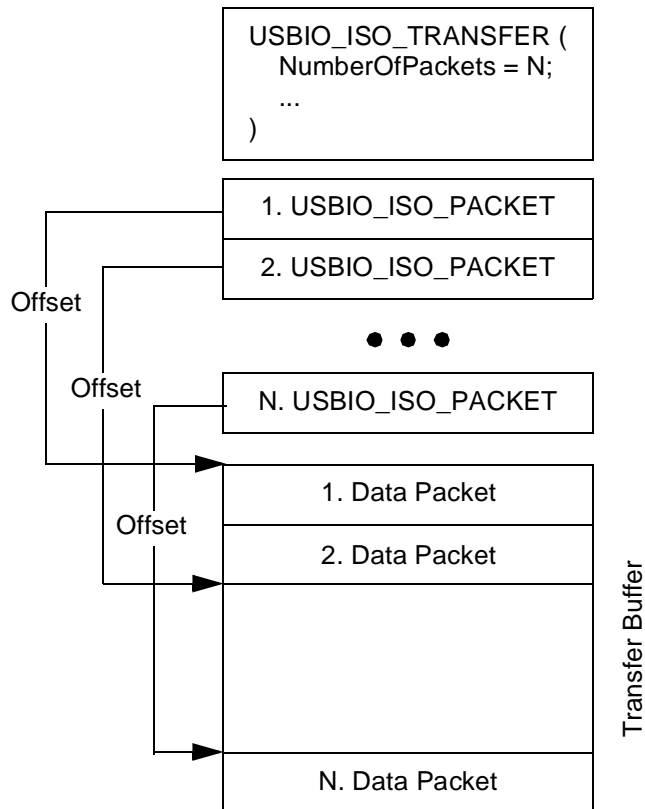 USBIO_ISO_TRANSFER (
NumberOfPackets = N;
...
)
1. USBIO_ISO_PACKET
2. USBIO_ISO_PACKET
Offset
Offset
N. USBIO_ISO_PACKET
1. Data Packet
Offset
2. Data Packet
Transfer Buffer
N. Data Packet